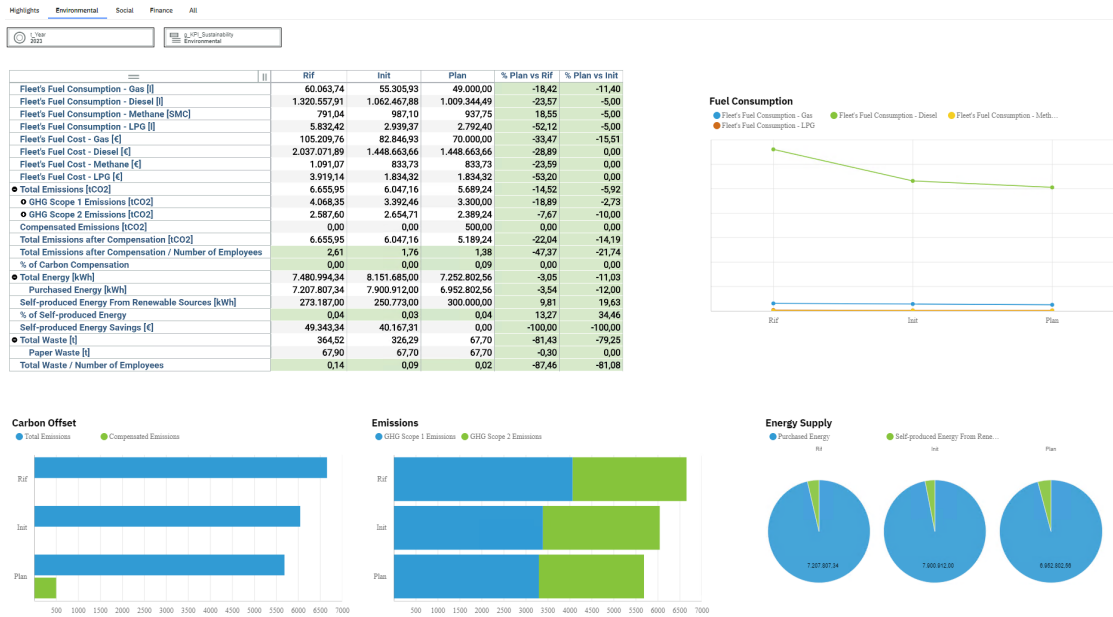 Highlights Environmental Social Finance All
t_Year
2021
g_KPI_Sustainability
Environmental
Rif Init Plan % Plan vs Rif % Plan vs Init
Fleet's Fuel Consumption - Gas [l] 60.063,74 55.305,93 49.000,00 -18,42 -11,40
Fleet's Fuel Consumption - Diesel [l] 1.320.557,91 1.062.467,88 1.009.344,49 -23,57 -5,00
Fleet's Fuel Consumption - Methane [SMC] 791,04 987,10 937,75 18,55 -5,00
Fleet's Fuel Consumption - LPG [l] 5.832,42 2.939,37 2.792,40 -52,12 -5,00
Fleet's Fuel Cost - Gas [€] 105.209,76 82.846,93 70.000,00 -33,47 -15,51
Fleet's Fuel Cost - Diesel [€] 2.037.071,89 1.448.663,66 1.448.663,66 -28,89 0,00
Fleet's Fuel Cost - Methane [€] 1.091,07 833,73 833,73 -23,59 0,00
Fleet's Fuel Cost - LPG [€] 3.919,14 1.834,32 1.834,32 -53,20 0,00
Total Emissions [tCO2] 6.655,95 6.047,16 5.689,24 -14,52 -5,92
GHG Scope 1 Emissions [tCO2] 4.068,35 3.392,46 3.300,00 -18,89 -2,73
GHG Scope 2 Emissions [tCO2] 2.587,60 2.654,71 2.389,24 -7,67 -10,00
Compensated Emissions [tCO2] 0,00 0,00 500,00 0,00 0,00
Total Emissions after Compensation [tCO2] 6.655,95 6.047,16 5.189,24 -22,04 -14,19
Total Emissions after Compensation / Number of Employees 2,61 1,76 1,38 -47,37 -21,74
% of Carbon Compensation 0,00 0,00 0,09 0,00 0,00
Total Energy [kWh] 7.480.994,34 8.151.685,00 7.252.802,56 -3,05 -11,03
Purchased Energy [kWh] 7.207.807,34 7.900.912,00 6.952.802,56 -3,54 -12,00
Self-produced Energy From Renewable Sources [kWh] 273.187,00 250.773,00 300.000,00 9,81 19,63
% of Self-produced Energy 0,04 0,03 0,04 13,27 34,46
Self-produced Energy Savings [€] 49.343,34 40.167,31 0,00 -100,00 -100,00
Total Waste [t] 364,52 326,29 67,70 -81,43 -79,25
Paper Waste [t] 67,90 67,70 67,70 -0,30 0,00
Total Waste / Number of Employees 0,14 0,09 0,02 -87,46 -81,08
Fuel Consumption
Fleet's Fuel Consumption - Gas Fleet's Fuel Consumption - Diesel Fleet's Fuel Consumption - Meth...
Fleet's Fuel Consumption - LPG
Rif Init Plan
Carbon Offset
Total Emissions Compensated Emissions
Rif
Init
Plan
500 1000 1500 2000 2500 3000 3500 4000 4500 5000 5500 6000 6500 7000
Emissions
GHG Scope 1 Emissions GHG Scope 2 Emissions
Rif
Init
Plan
500 1000 1500 2000 2500 3000 3500 4000 4500 5000 5500 6000 6500 7000
Energy Supply
Purchased Energy Self-produced Energy From Rene...
Rif Init Plan
7.207.807,34 7.900.912,00 6.952.802,56